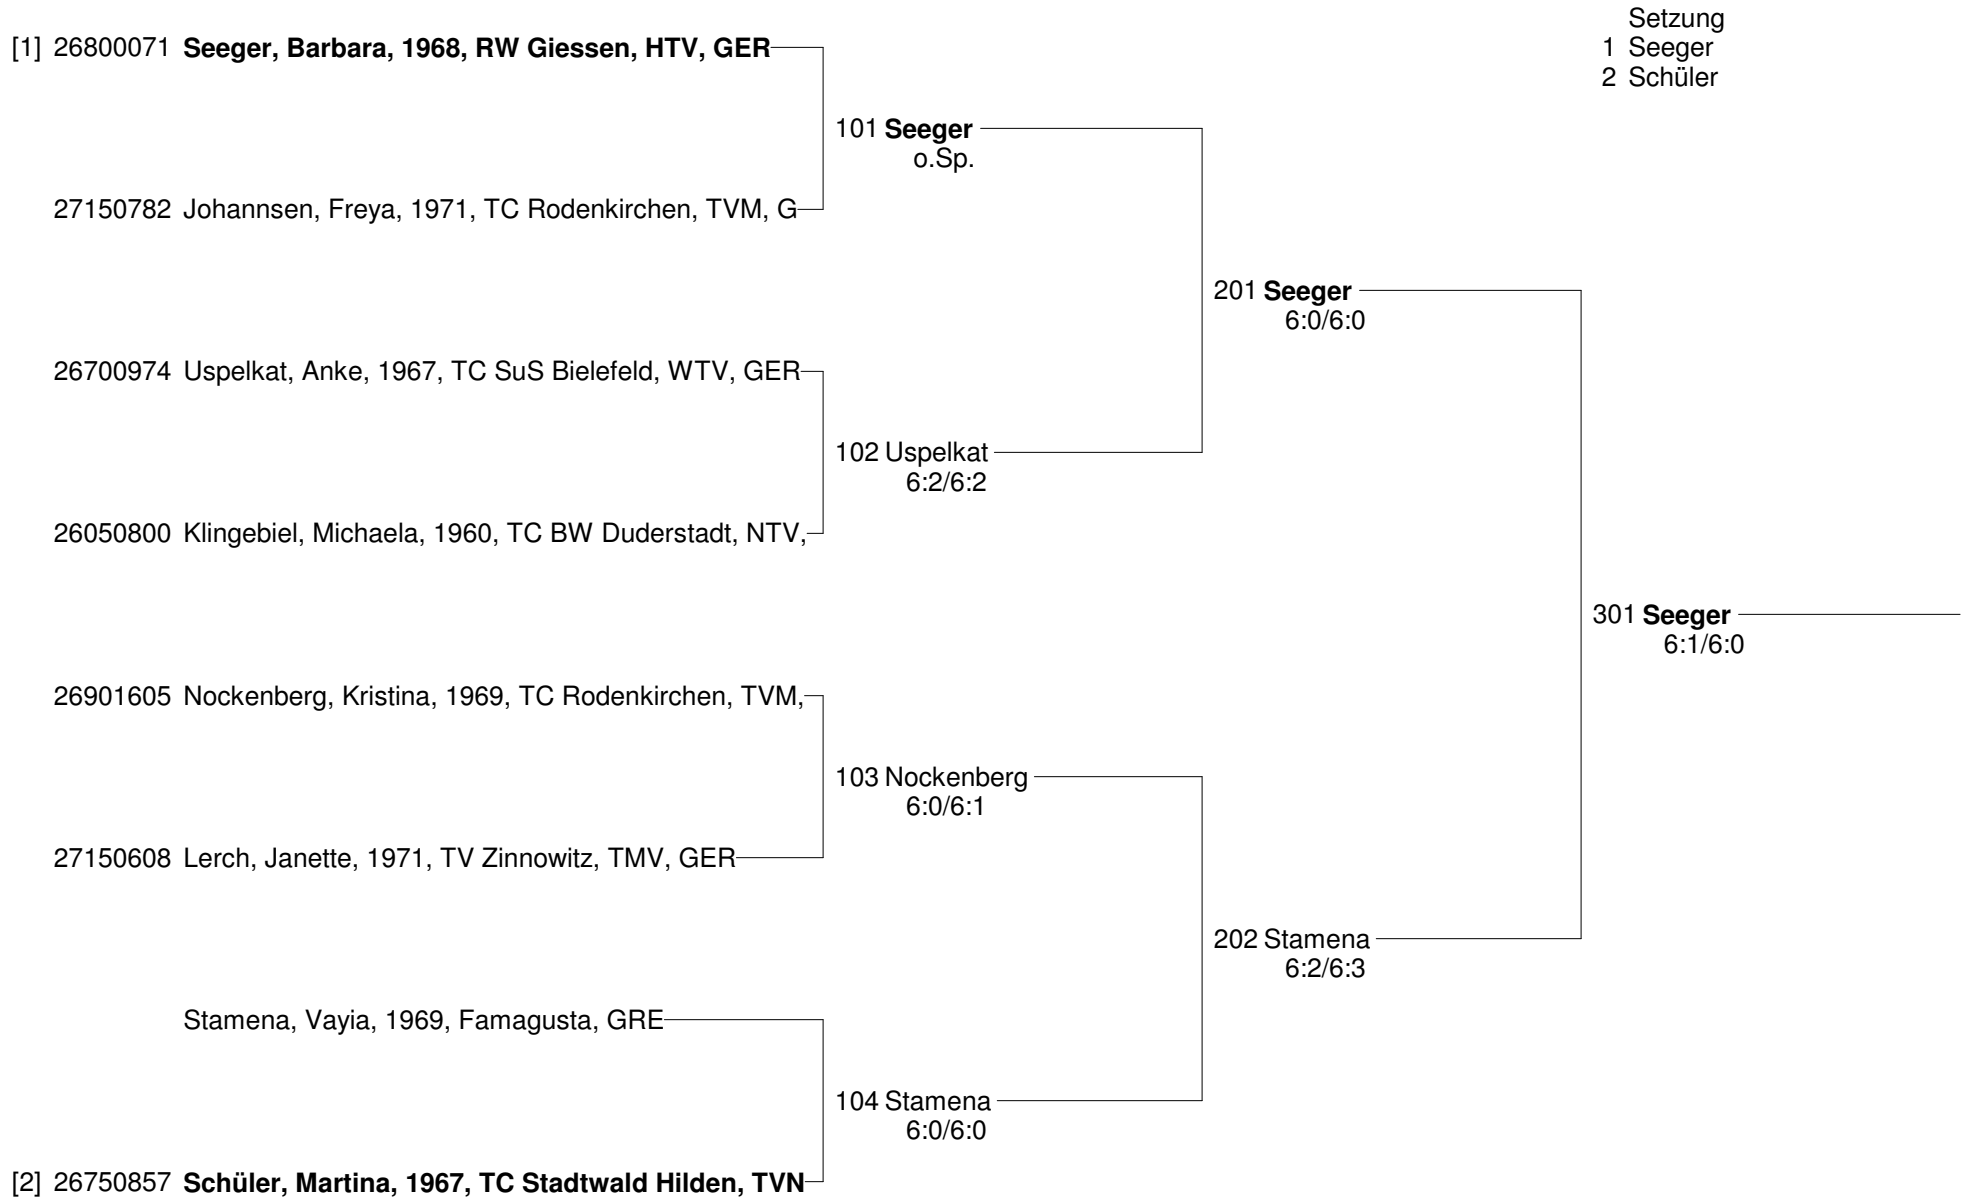 Setzung
1 Seeger
2 Schüler
[1] 26800071 Seeger, Barbara, 1968, RW Giessen, HTV, GER
101 Seeger
o.Sp.
27150782 Johannsen, Freya, 1971, TC Rodenkirchen, TVM, G
201 Seeger
6:0/6:0
26700974 Uspelkat, Anke, 1967, TC SuS Bielefeld, WTV, GER
102 Uspelkat
6:2/6:2
26050800 Klingebiel, Michaela, 1960, TC BW Duderstadt, NTV,
301 Seeger
6:1/6:0
26901605 Nockenberg, Kristina, 1969, TC Rodenkirchen, TVM,
103 Nockenberg
6:0/6:1
27150608 Lerch, Janette, 1971, TV Zinnowitz, TMV, GER
202 Stamena
6:2/6:3
Stamena, Vayia, 1969, Famagusta, GRE
104 Stamena
6:0/6:0
[2] 26750857 Schüler, Martina, 1967, TC Stadtwald Hilden, TVN